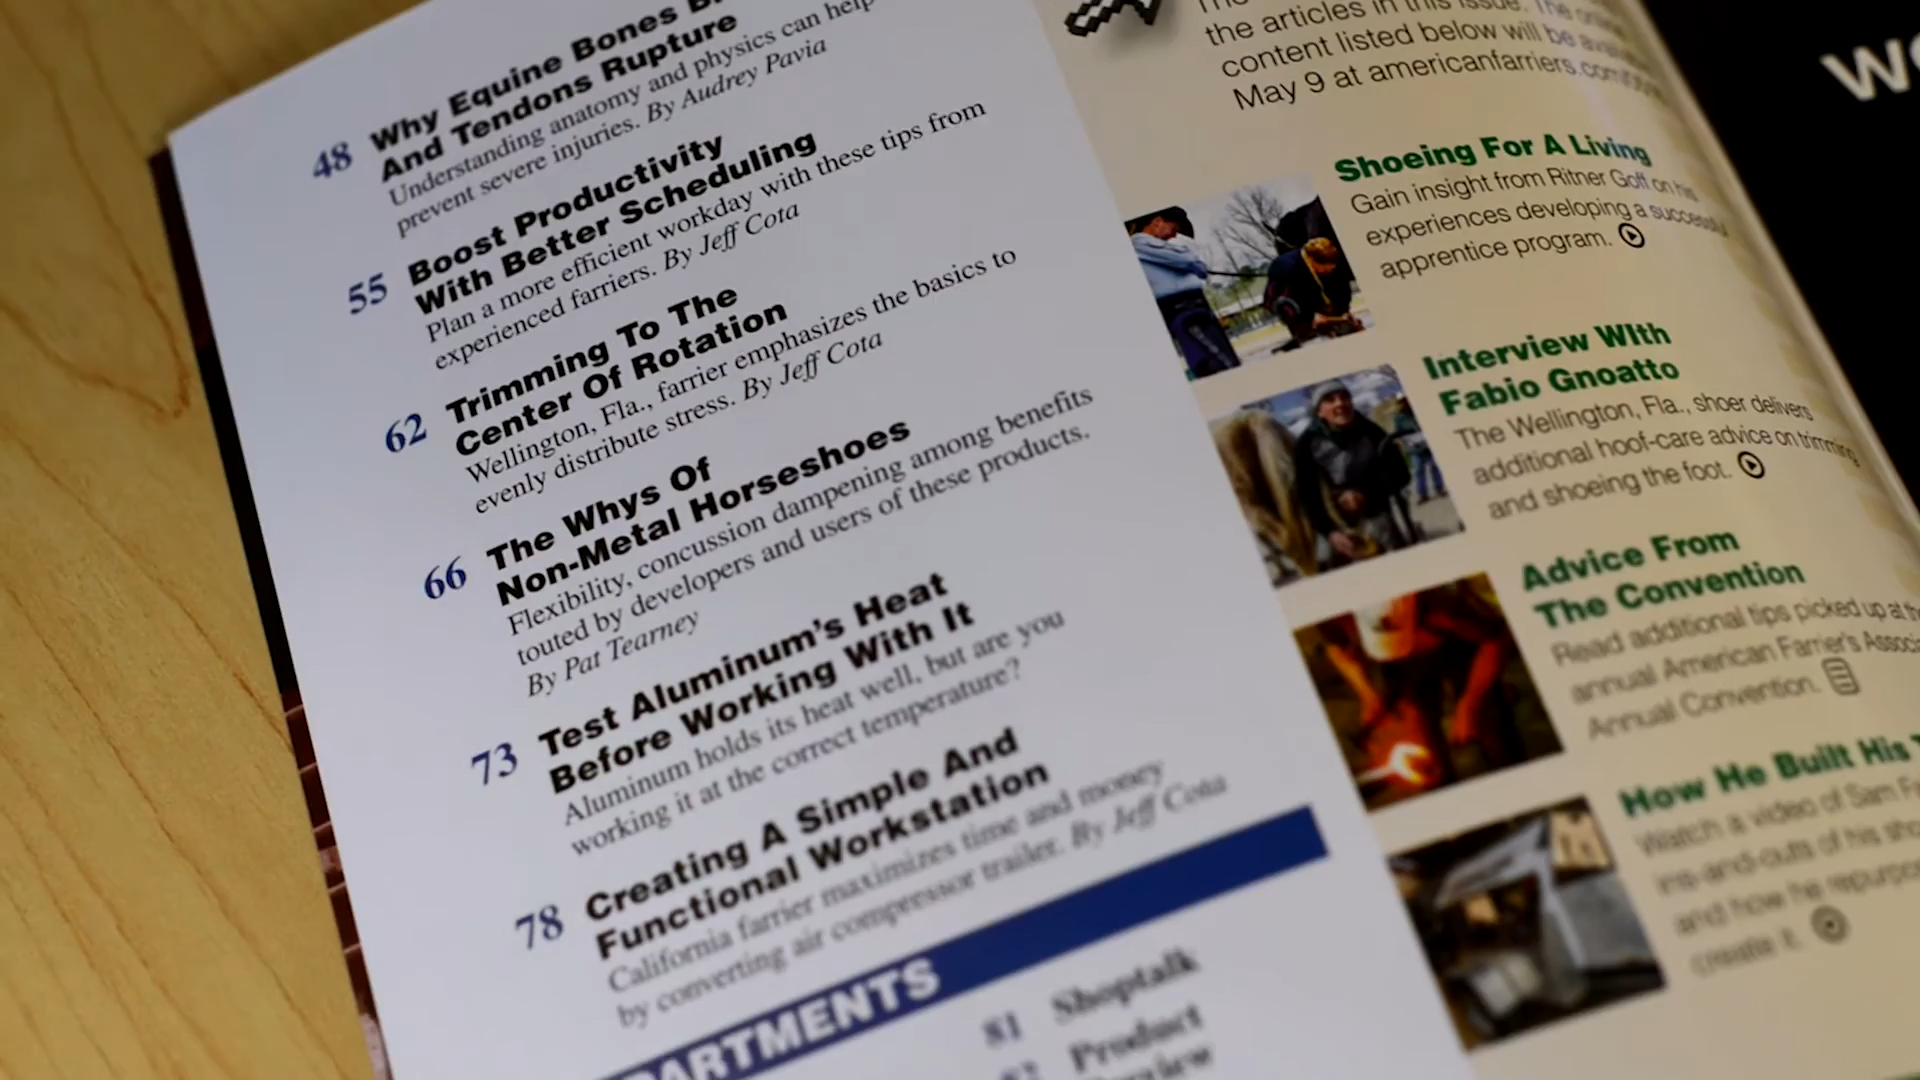 48
Why Equine Bones
And Tendons Rupture
Understanding anatomy and physics can help
prevent severe injuries. By Audrey Pavia
55
Boost Productivity
With Better Scheduling
Plan a more efficient workday with these tips from
experienced farriers. By Jeff Cota
62
Trimming To The
Center Of Rotation
Wellington, Fla., farrier emphasizes the basics to
evenly distribute stress. By Jeff Cota
66
The Whys Of
Non-Metal Horseshoes
Flexibility, concussion dampening among benefits
touted by developers and users of these products.
By Pat Tearney
73
Test Aluminum's Heat
Before Working With It
Aluminum holds its heat well, but are you
working it at the correct temperature?
78
Creating A Simple And
Functional Workstation
California farrier maximizes time and money
by converting air compressor trailer. By Jeff Cota
ARTMENTS
81 Shoptalk
Product
the articles in this issue. The online
content listed below will be
May 9 at americanfarriers.com
Shoeing For A Living
Gain insight from Ritner Goff on his
experiences developing a
apprentice program.
Interview WIth
Fabio Gnoatto
The Wellington, Fla., shoer delivers
additional hoof-care advice on trimming
and shoeing the foot.
Advice From
The Convention
Read additional tips picked up at
annual American Farrier's
Annual Convention.
How He Built His
Watch a video of Sam
ins-and-outs of his
and how he
create it.